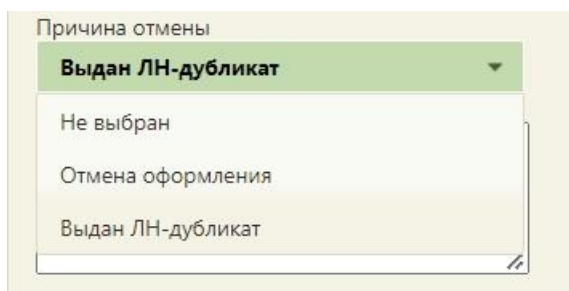 Причина отмены
Выдан ЛН-дубликат
Не выбран
Отмена оформления
Выдан ЛН-дубликат